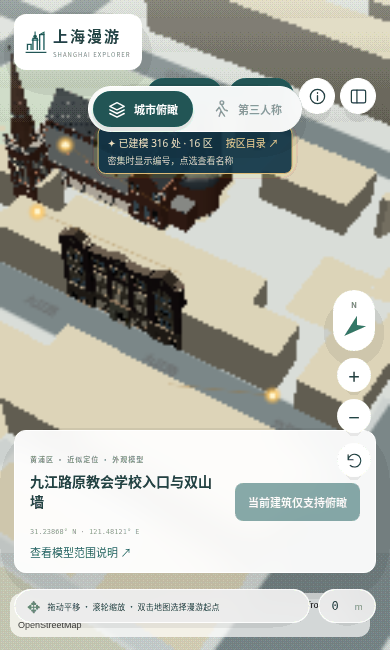 上海漫游
SHANGHAI EXPLORER
城市俯瞰
第三人称
✦ 已建模 316 处 · 16 区 按区目录 ↗
密集时显示编号，点选查看名称
N
+
−
黄浦区 · 近似定位 · 外观模型
九江路原教会学校入口与双山墙
当前建筑仅支持俯瞰
31.23860° N · 121.48121° E
查看模型范围说明 ↗
拖动平移 · 滚轮缩放 · 双击地图选择漫游起点
0 m
OpenStreetMap